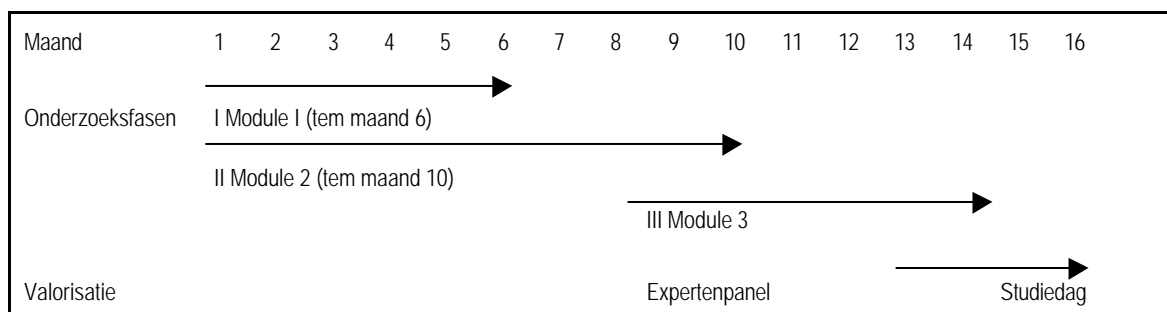 Maand 1 2 3 4 5 6 7 8 9 10 11 12 13 14 15 16
Onderzoeksfasen I Module I (tem maand 6)
II Module 2 (tem maand 10)
III Module 3
Valorisatie Expertenpanel Studiedag